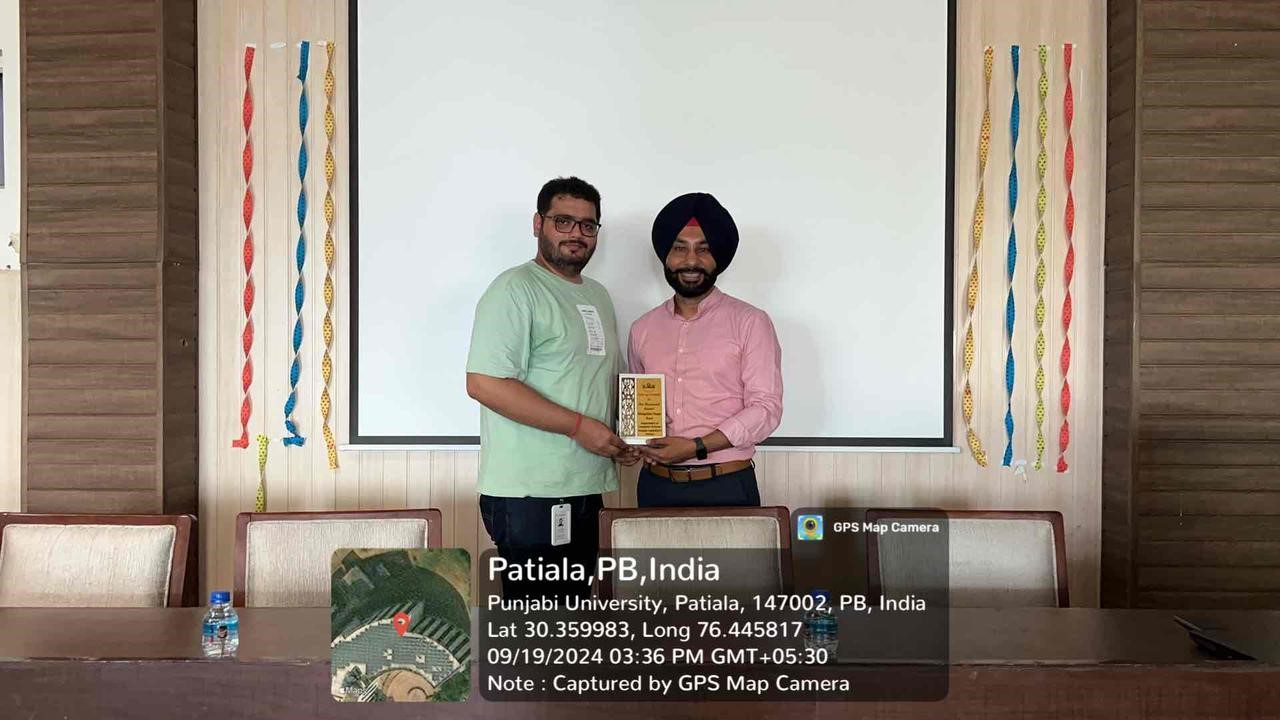 GPS Map Camera
Patiala,PB,India
Punjabi University, Patiala, 147002, PB, India
Lat 30.359983, Long 76.445817
09/19/2024 03:36 PM GMT+05:30
Note : Captured by GPS Map Camera
Maps